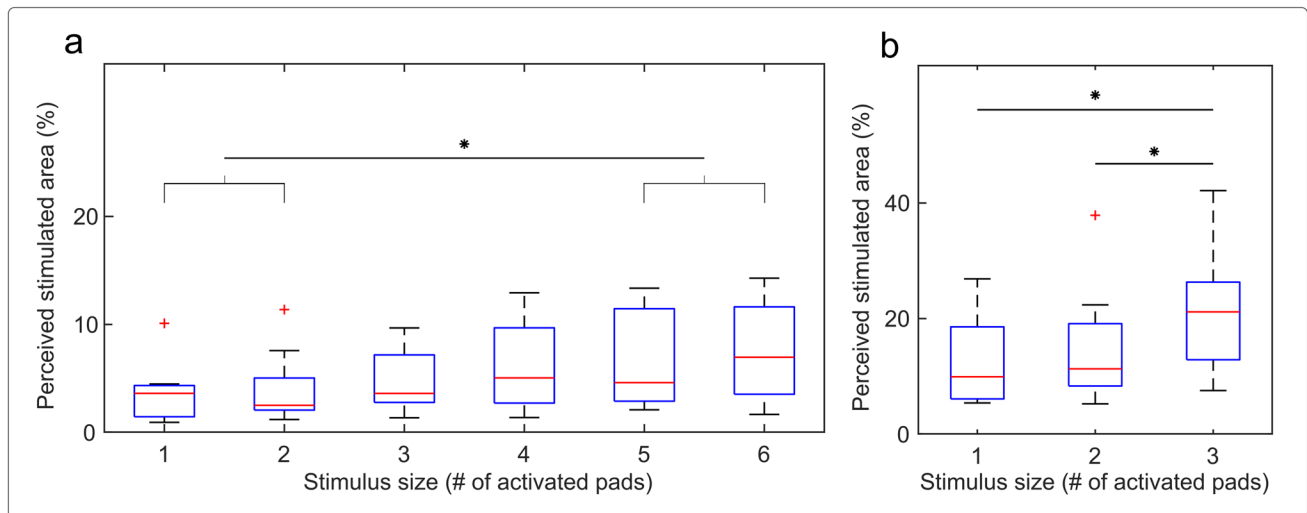 a
Perceived stimulated area (%)
20
10
0
*
1 2 3 4 5 6
Stimulus size (# of activated pads)
b
Perceived stimulated area (%)
40
20
0
*
*
1 2 3
Stimulus size (# of activated pads)